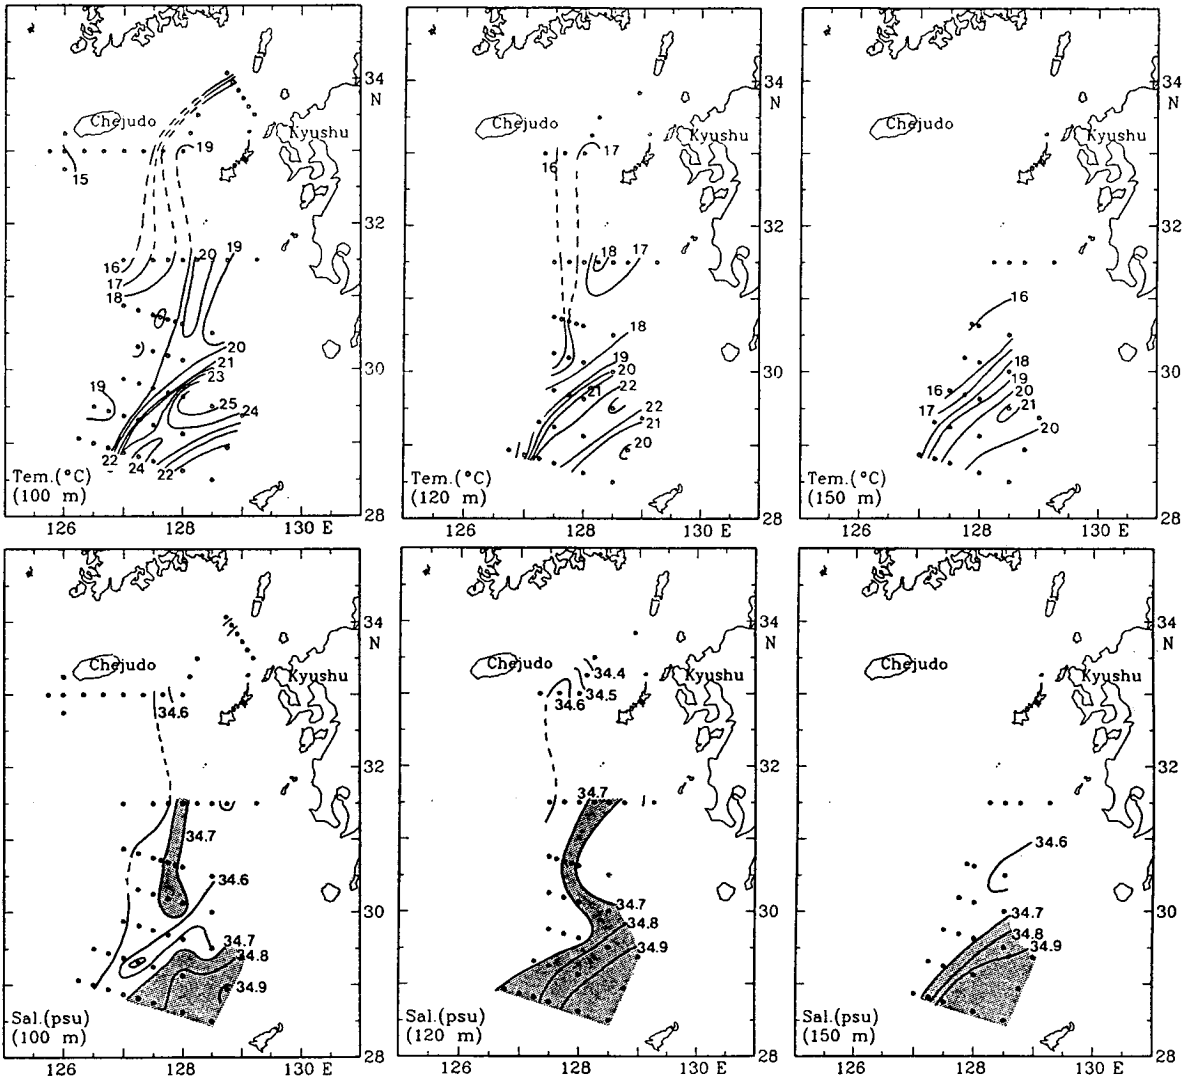 34
N
Chejudo
Kyushu
19
15
32
16
17
18
20
19
20
21
23
30
19
25
24
22
24
22
Tem.(°C)
(100 m)
28
126
128
130 E
34
N
Chejudo
Kyushu
16
17
32
18
17
18
19
20
21
22
30
22
20
Tem.(°C)
(120 m)
28
126
128
130 E
34
N
Chejudo
Kyushu
32
16
18
19
20
21
16
17
20
30
Tem.(°C)
(150 m)
28
126
128
130 E
34
N
Chejudo
Kyushu
34.6
32
34.7
34.6
30
34.7
34.8
34.9
Sal.(psu)
(100 m)
28
126
128
130 E
34
N
Chejudo
Kyushu
34.4
34.5
34.6
32
34.7
34.7
34.8
34.9
30
Sal.(psu)
(120 m)
28
126
128
130 E
34
N
Chejudo
Kyushu
32
34.6
34.7
34.8
34.9
30
Sal.(psu)
(150 m)
28
126
128
130 E